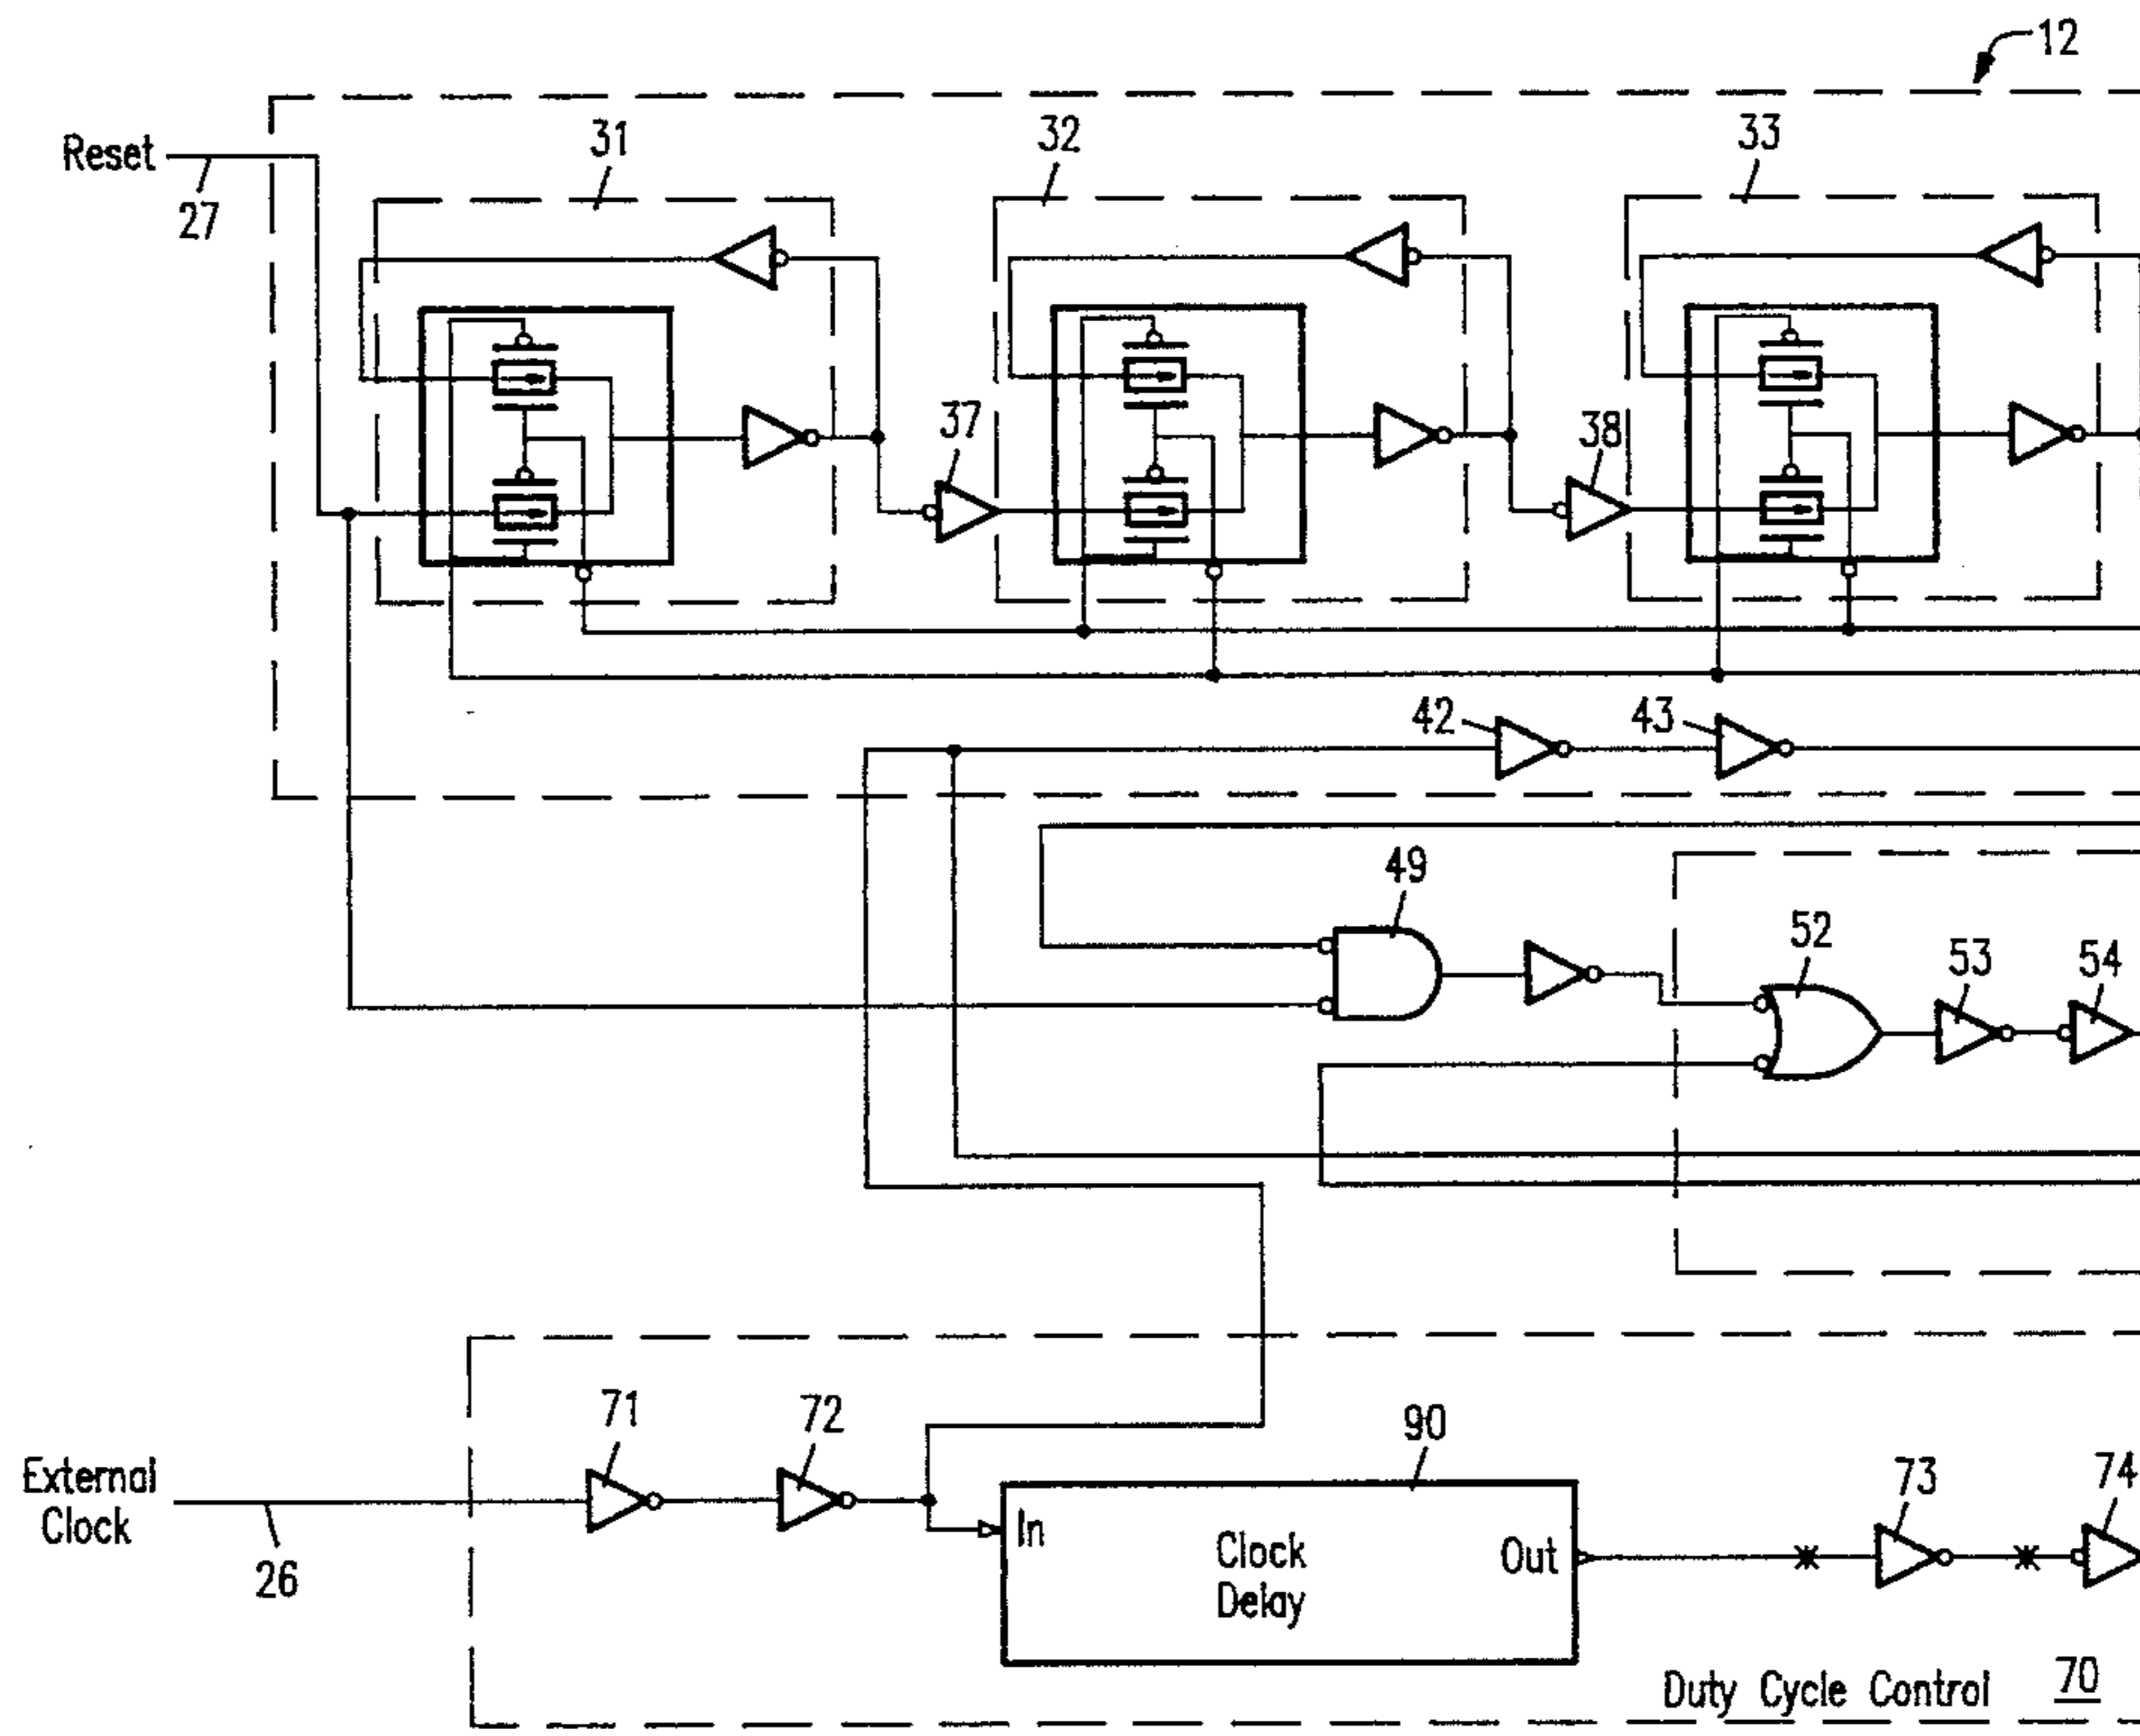 12
Reset
27
31
32
33
37
38
42
43
49
52
53
54
71
72
90
73
74
External
Clock
26
In
Clock
Delay
Out
Duty Cycle Control 70